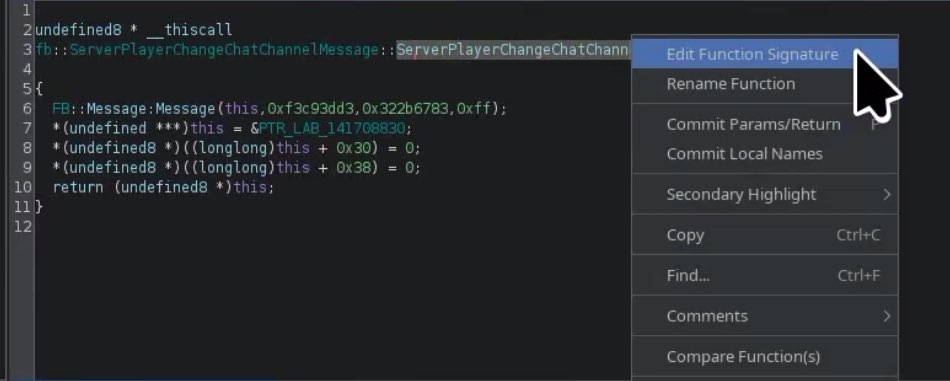 1
2 undefined8 * __thiscall
3 fb::ServerPlayerChangeChatChannelMessage::ServerPlayerChangeChatChann
4
5 {
6 FB::Message:Message(this,0xf3c93dd3,0x322b6783,0xff);
7 *(undefined ***)this = &PTR_LAB_141708830;
8 *(undefined8 *)((longlong)this + 0x30) = 0;
9 *(undefined8 *)((longlong)this + 0x38) = 0;
10 return (undefined8 *)this;
11 }
12
Edit Function Signature
Rename Function
Commit Params/Return P
Commit Local Names
Secondary Highlight >
Copy Ctrl+C
Find... Ctrl+F
Comments >
Compare Function(s)